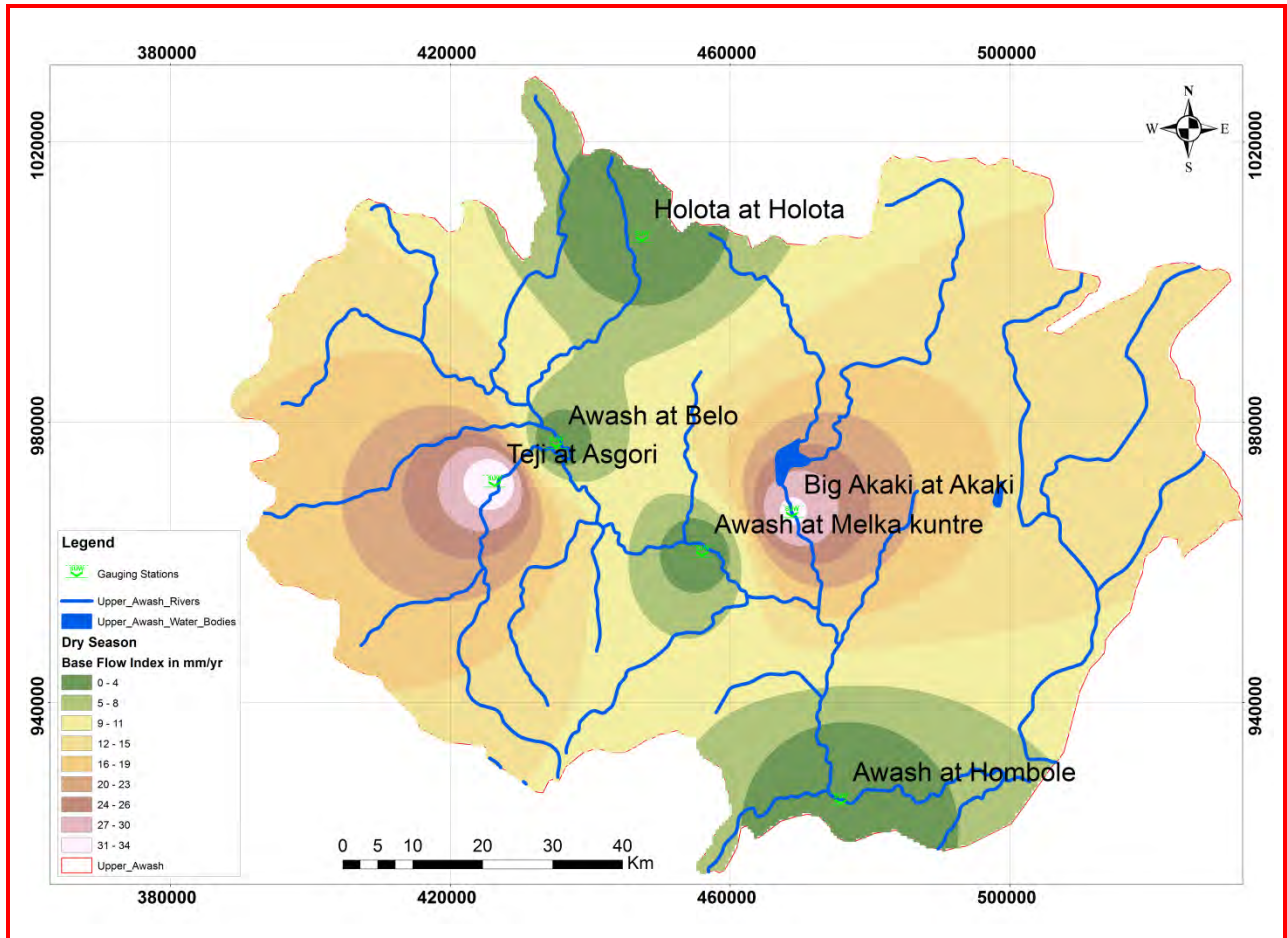 380000 420000 460000 500000
1020000 1020000
N
W E
S
Holota at Holota
980000 980000
Awash at Belo
Teji at Asgori
Big Akaki at Akaki
Awash at Melka kuntre
Legend
Gauging Stations
Upper_Awash_Rivers
Upper_Awash_Water_Bodies
Dry Season
Base Flow Index in mm/yr
0 - 4
5 - 8
9 - 11
12 - 15
16 - 19
20 - 23
24 - 26
27 - 30
31 - 34
Upper_Awash
940000 940000
Awash at Hombole
0 5 10 20 30 40
Km
380000 420000 460000 500000